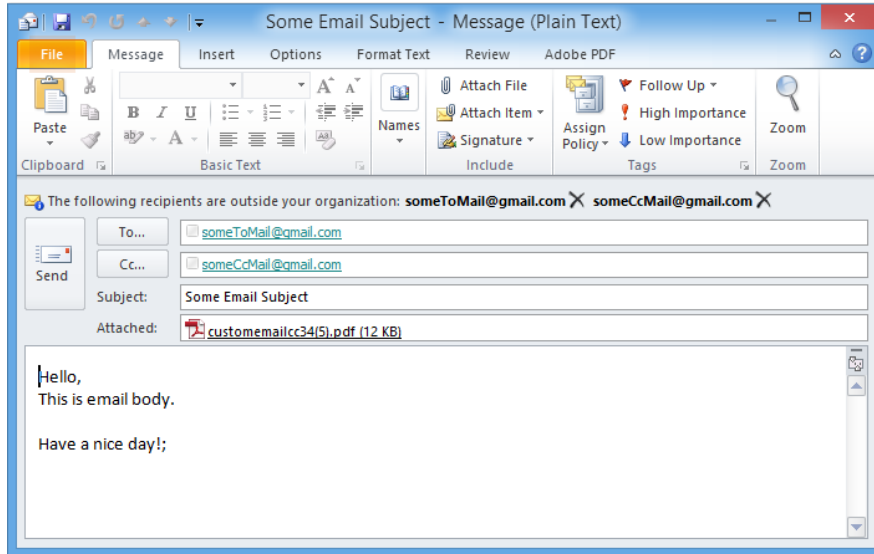 Some Email Subject - Message (Plain Text)
File Message Insert Options Format Text Review Adobe PDF
Paste
Clipboard
B I U
A A
ab A
Basic Text
Names
Attach File
Attach Item
Signature
Include
Assign
Policy
Follow Up
High Importance
Low Importance
Tags
Zoom
Zoom
The following recipients are outside your organization: someToMail@gmail.com someCcMail@gmail.com
Send
To... someToMail@gmail.com
Cc... someCcMail@gmail.com
Subject: Some Email Subject
Attached: customemailcc34(5).pdf (12 KB)
Hello,
This is email body.
Have a nice day!;